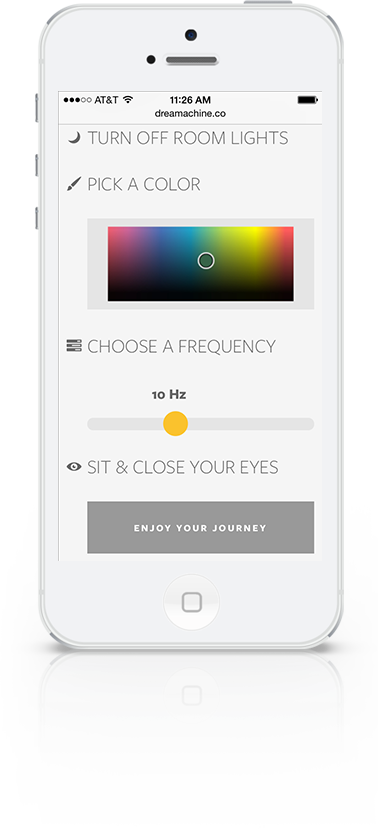 AT&T 11:26 AM
dreamachine.co
TURN OFF ROOM LIGHTS
PICK A COLOR
CHOOSE A FREQUENCY
10 Hz
SIT & CLOSE YOUR EYES
ENJOY YOUR JOURNEY